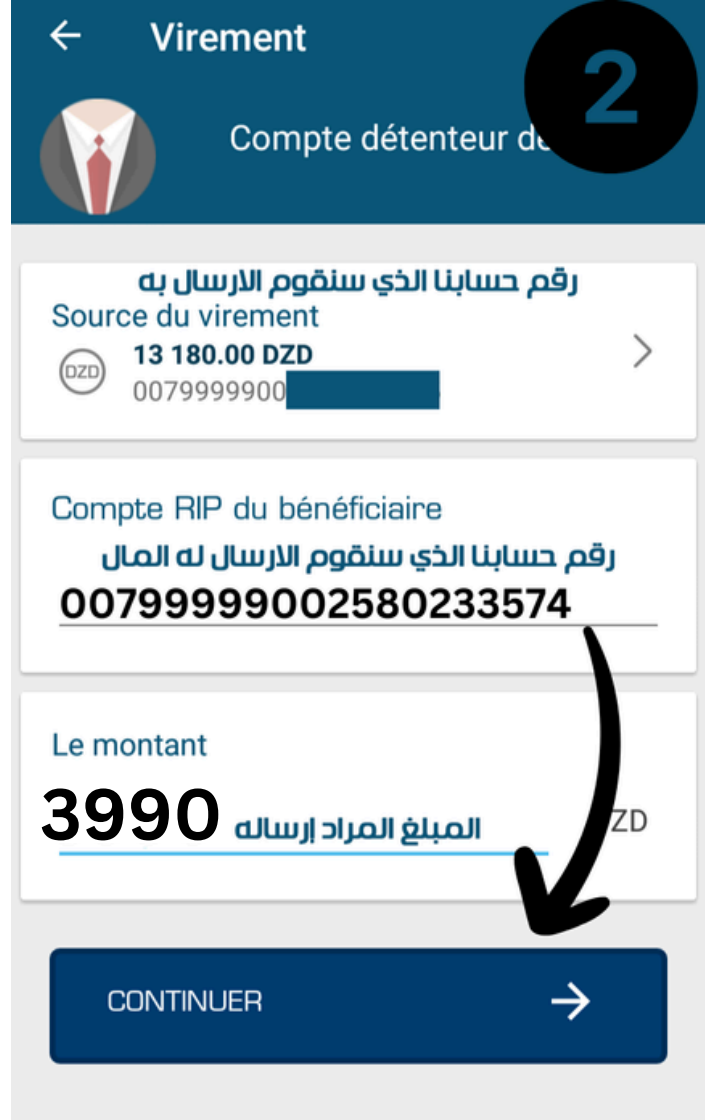 Virement
2
Compte détenteur de
رقم حسابنا الذي سنقوم الارسال به
Source du virement
13 180.00 DZD
DZD
0079999900
Compte RIP du bénéficiaire
رقم حسابنا الذي سنقوم الارسال له المال
00799999002580233574
Le montant
3990 المبلغ المراد إرساله ZD
CONTINUER